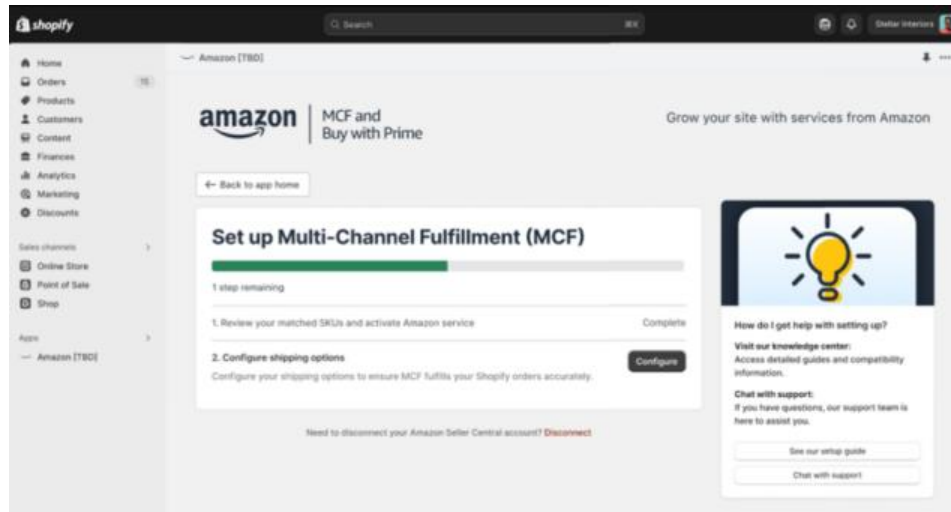 shopify
Search
⌘K
Stellar Interiors
Home
Orders
15
Products
Customers
Content
Finances
Analytics
Marketing
Discounts
Sales channels
Online Store
Point of Sale
Shop
Apps
Amazon [TBD]
Amazon [TBD]
amazon
MCF and
Buy with Prime
Grow your site with services from Amazon
← Back to app home
Set up Multi-Channel Fulfillment (MCF)
1 step remaining
1. Review your matched SKUs and activate Amazon service
Complete
2. Configure shipping options
Configure your shipping options to ensure MCF fulfills your Shopify orders accurately.
Configure
Need to disconnect your Amazon Seller Central account? Disconnect
How do I get help with setting up?
Visit our knowledge center:
Access detailed guides and compatibility
information.
Chat with support:
If you have questions, our support team is
here to assist you.
See our setup guide
Chat with support